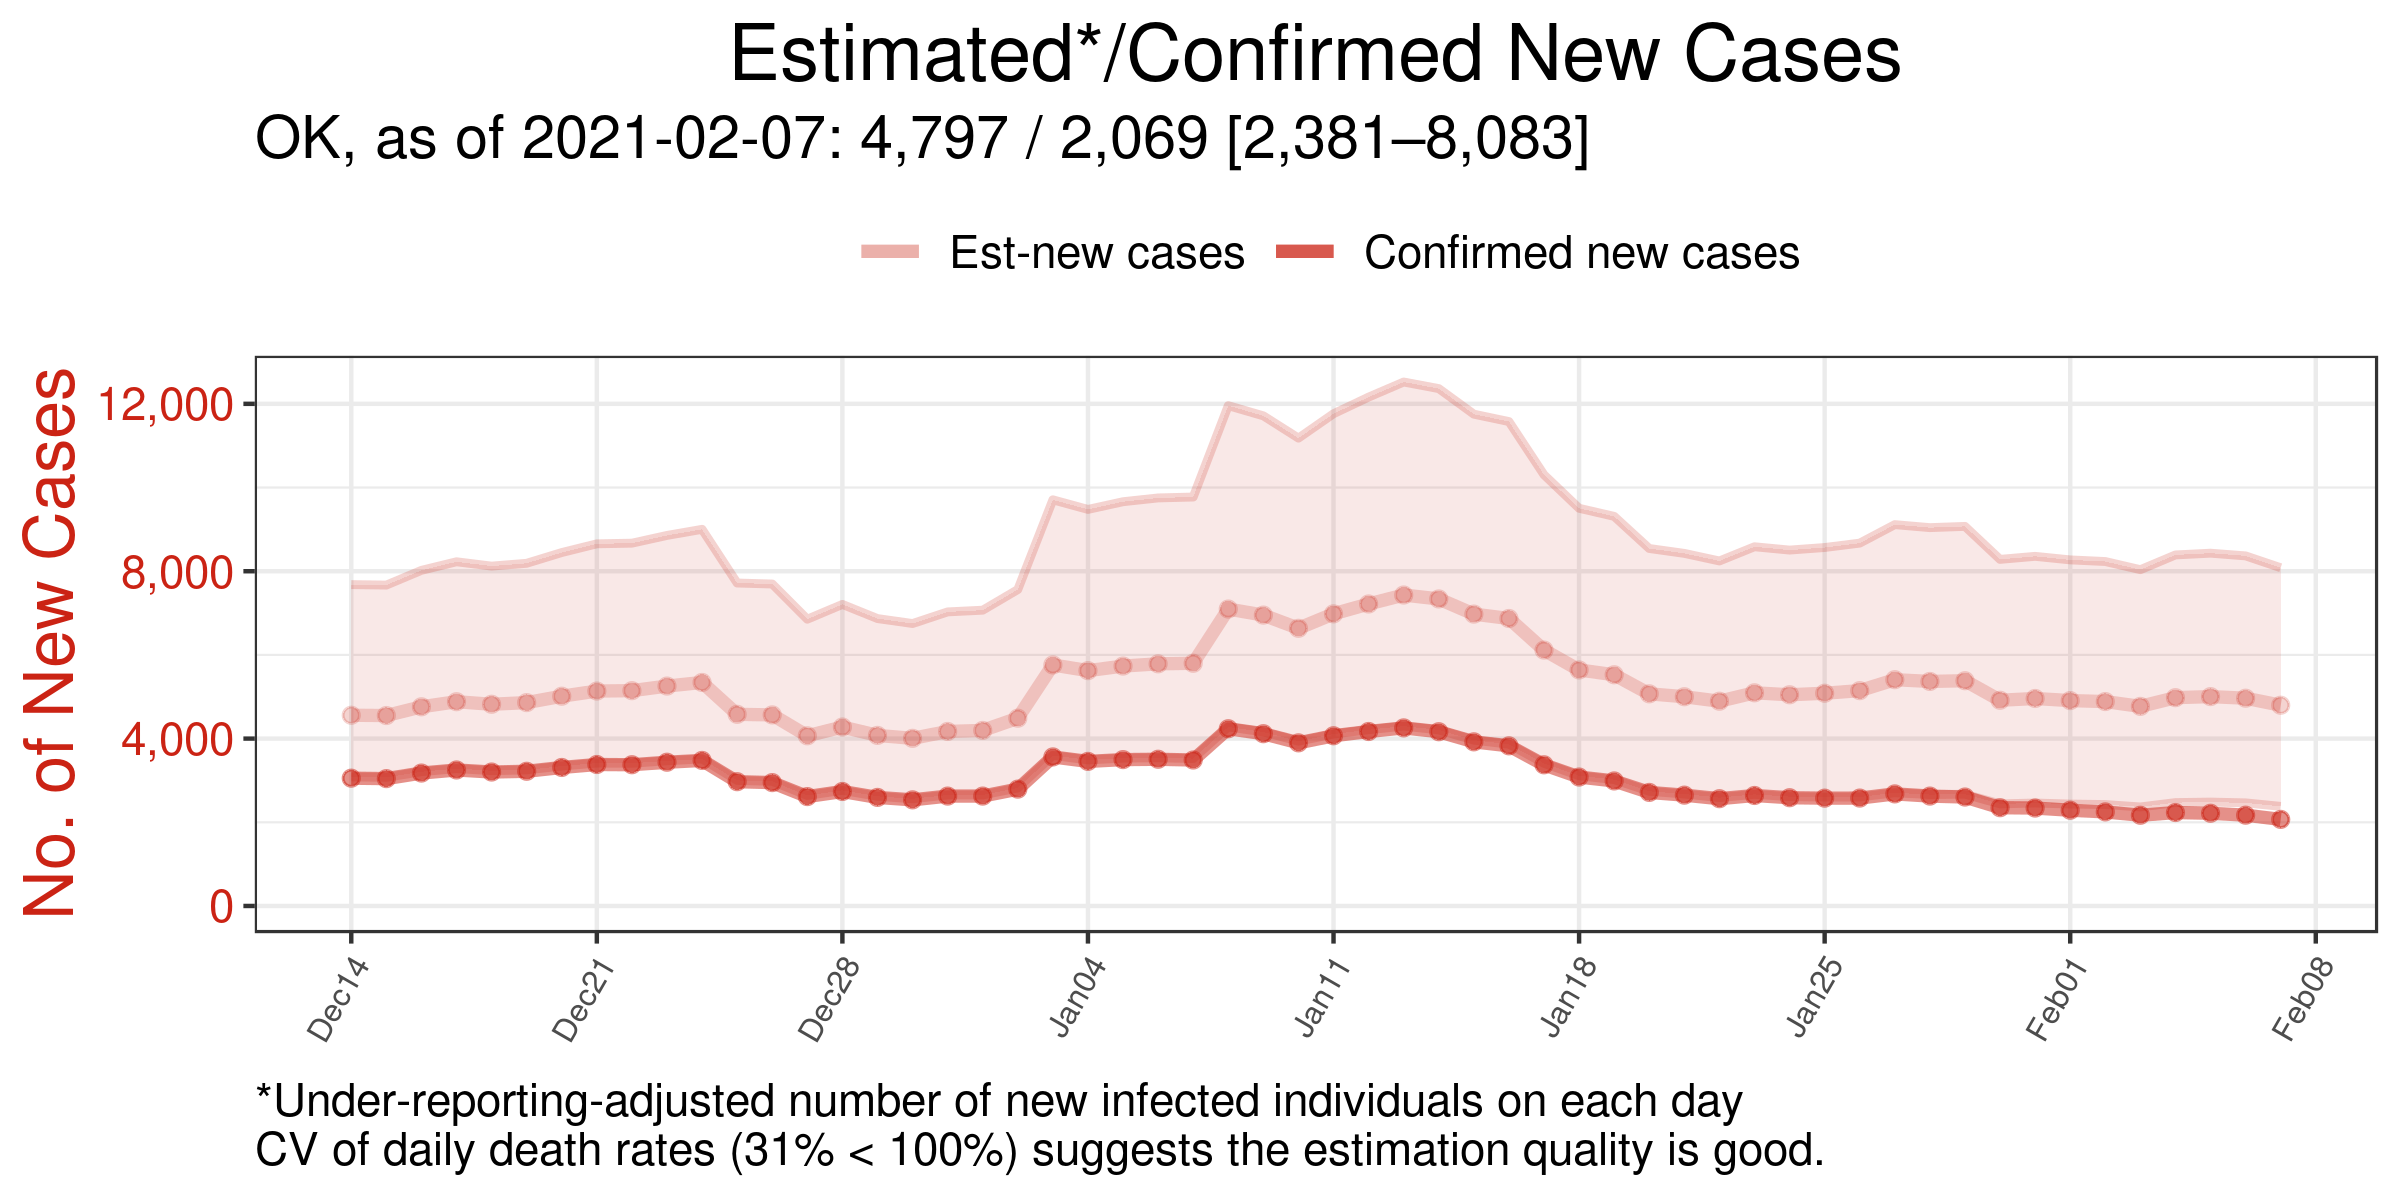 Estimated*/Confirmed New Cases
OK, as of 2021-02-07: 4,797 / 2,069 [2,381–8,083]
Est-new cases Confirmed new cases
No. of New Cases
12,000
8,000
4,000
0
Dec14 Dec21 Dec28 Jan04 Jan11 Jan18 Jan25 Feb01 Feb08
*Under-reporting-adjusted number of new infected individuals on each day
CV of daily death rates (31% < 100%) suggests the estimation quality is good.